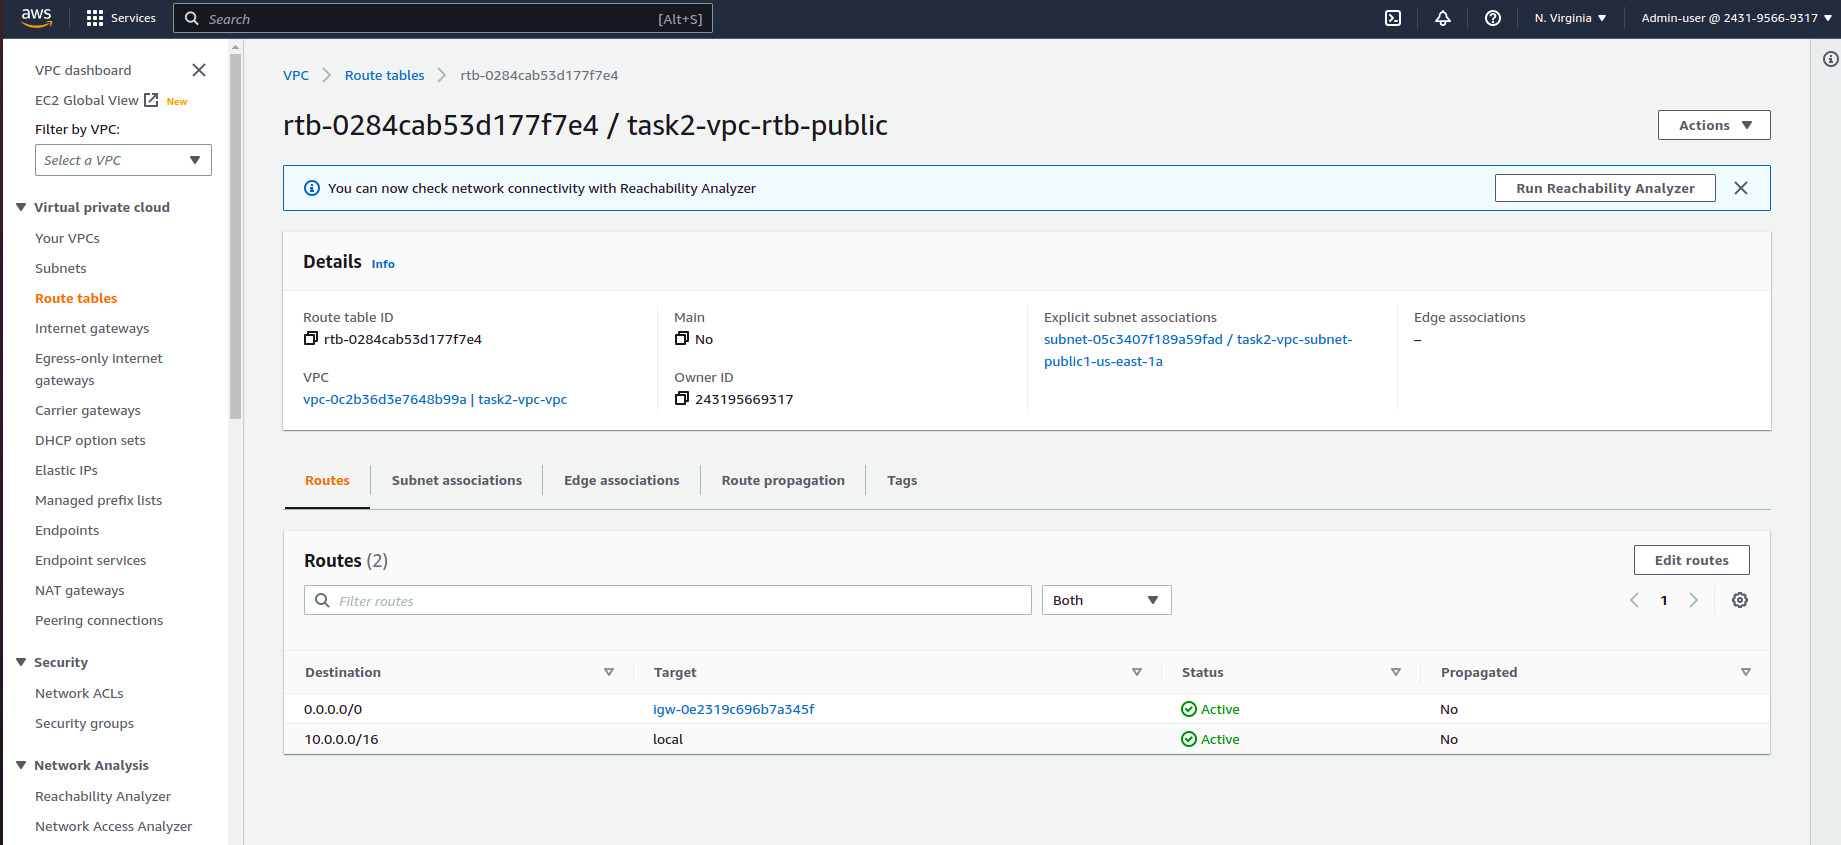 aws
Services
Search
[Alt+S]
N. Virginia
Admin-user @ 2431-9566-9317
VPC dashboard
EC2 Global View
New
Filter by VPC:
Select a VPC
Virtual private cloud
Your VPCs
Subnets
Route tables
Internet gateways
Egress-only internet
gateways
Carrier gateways
DHCP option sets
Elastic IPs
Managed prefix lists
Endpoints
Endpoint services
NAT gateways
Peering connections
Security
Network ACLs
Security groups
Network Analysis
Reachability Analyzer
Network Access Analyzer
VPC
Route tables
rtb-0284cab53d177f7e4
rtb-0284cab53d177f7e4 / task2-vpc-rtb-public
Actions
You can now check network connectivity with Reachability Analyzer
Run Reachability Analyzer
Details
Info
Route table ID
rtb-0284cab53d177f7e4
VPC
vpc-0c2b36d3e7648b99a | task2-vpc-vpc
Main
No
Owner ID
243195669317
Explicit subnet associations
subnet-05c3407f189a59fad / task2-vpc-subnet-
public1-us-east-1a
Edge associations
–
Routes
Subnet associations
Edge associations
Route propagation
Tags
Routes (2)
Edit routes
Filter routes
Both
1
Destination
Target
Status
Propagated
0.0.0.0/0
igw-0e2319c696b7a345f
Active
No
10.0.0.0/16
local
Active
No